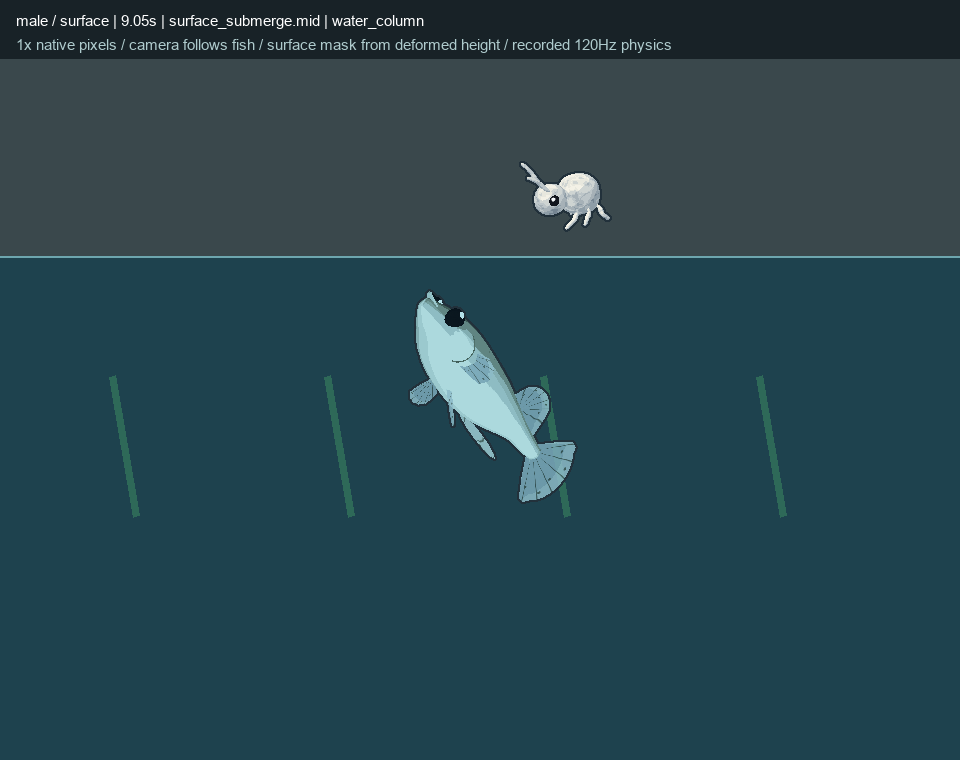 male / surface | 9.05s | surface_submerge.mid | water_column
1x native pixels / camera follows fish / surface mask from deformed height / recorded 120Hz physics